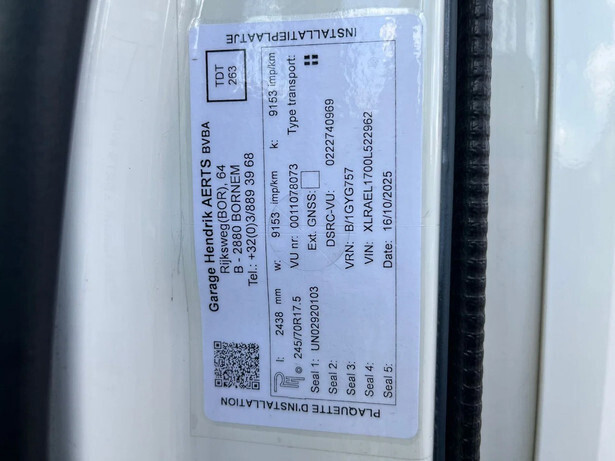 PLAQUETTE D'INSTALLATION
INSTALLATIEPLAATJE
Garage Hendrik AERTS BVBA
Rijksweg(BOR), 64
B - 2880 BORNEM
Tel.: +32(0)3/889 39 68
TDT
263
l: 2438 mm w: 9153 imp/km k: 9153 imp/km
245/70R17.5 VU nr: 0011078073 Type transport:
Seal 1: UN02920103 Ext. GNSS:
Seal 2: DSRC-VU: 0222740969
Seal 3: VRN: B/1GYG757
Seal 4: VIN: XLRAEL1700L522962
Seal 5: Date: 16/10/2025